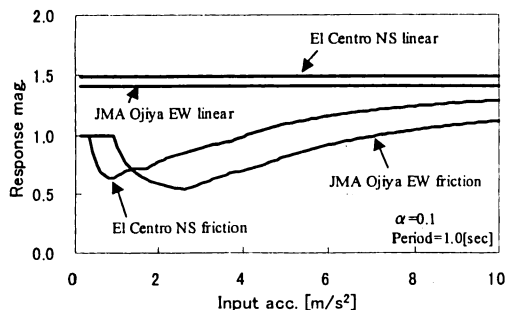 El Centro NS linear
JMA Ojiya EW linear
JMA Ojiya EW friction
El Centro NS friction
α=0.1
Period=1.0[sec]
Response mag.
2.0
1.5
1.0
0.5
0.0
0 2 4 6 8 10
Input acc. [m/s²]